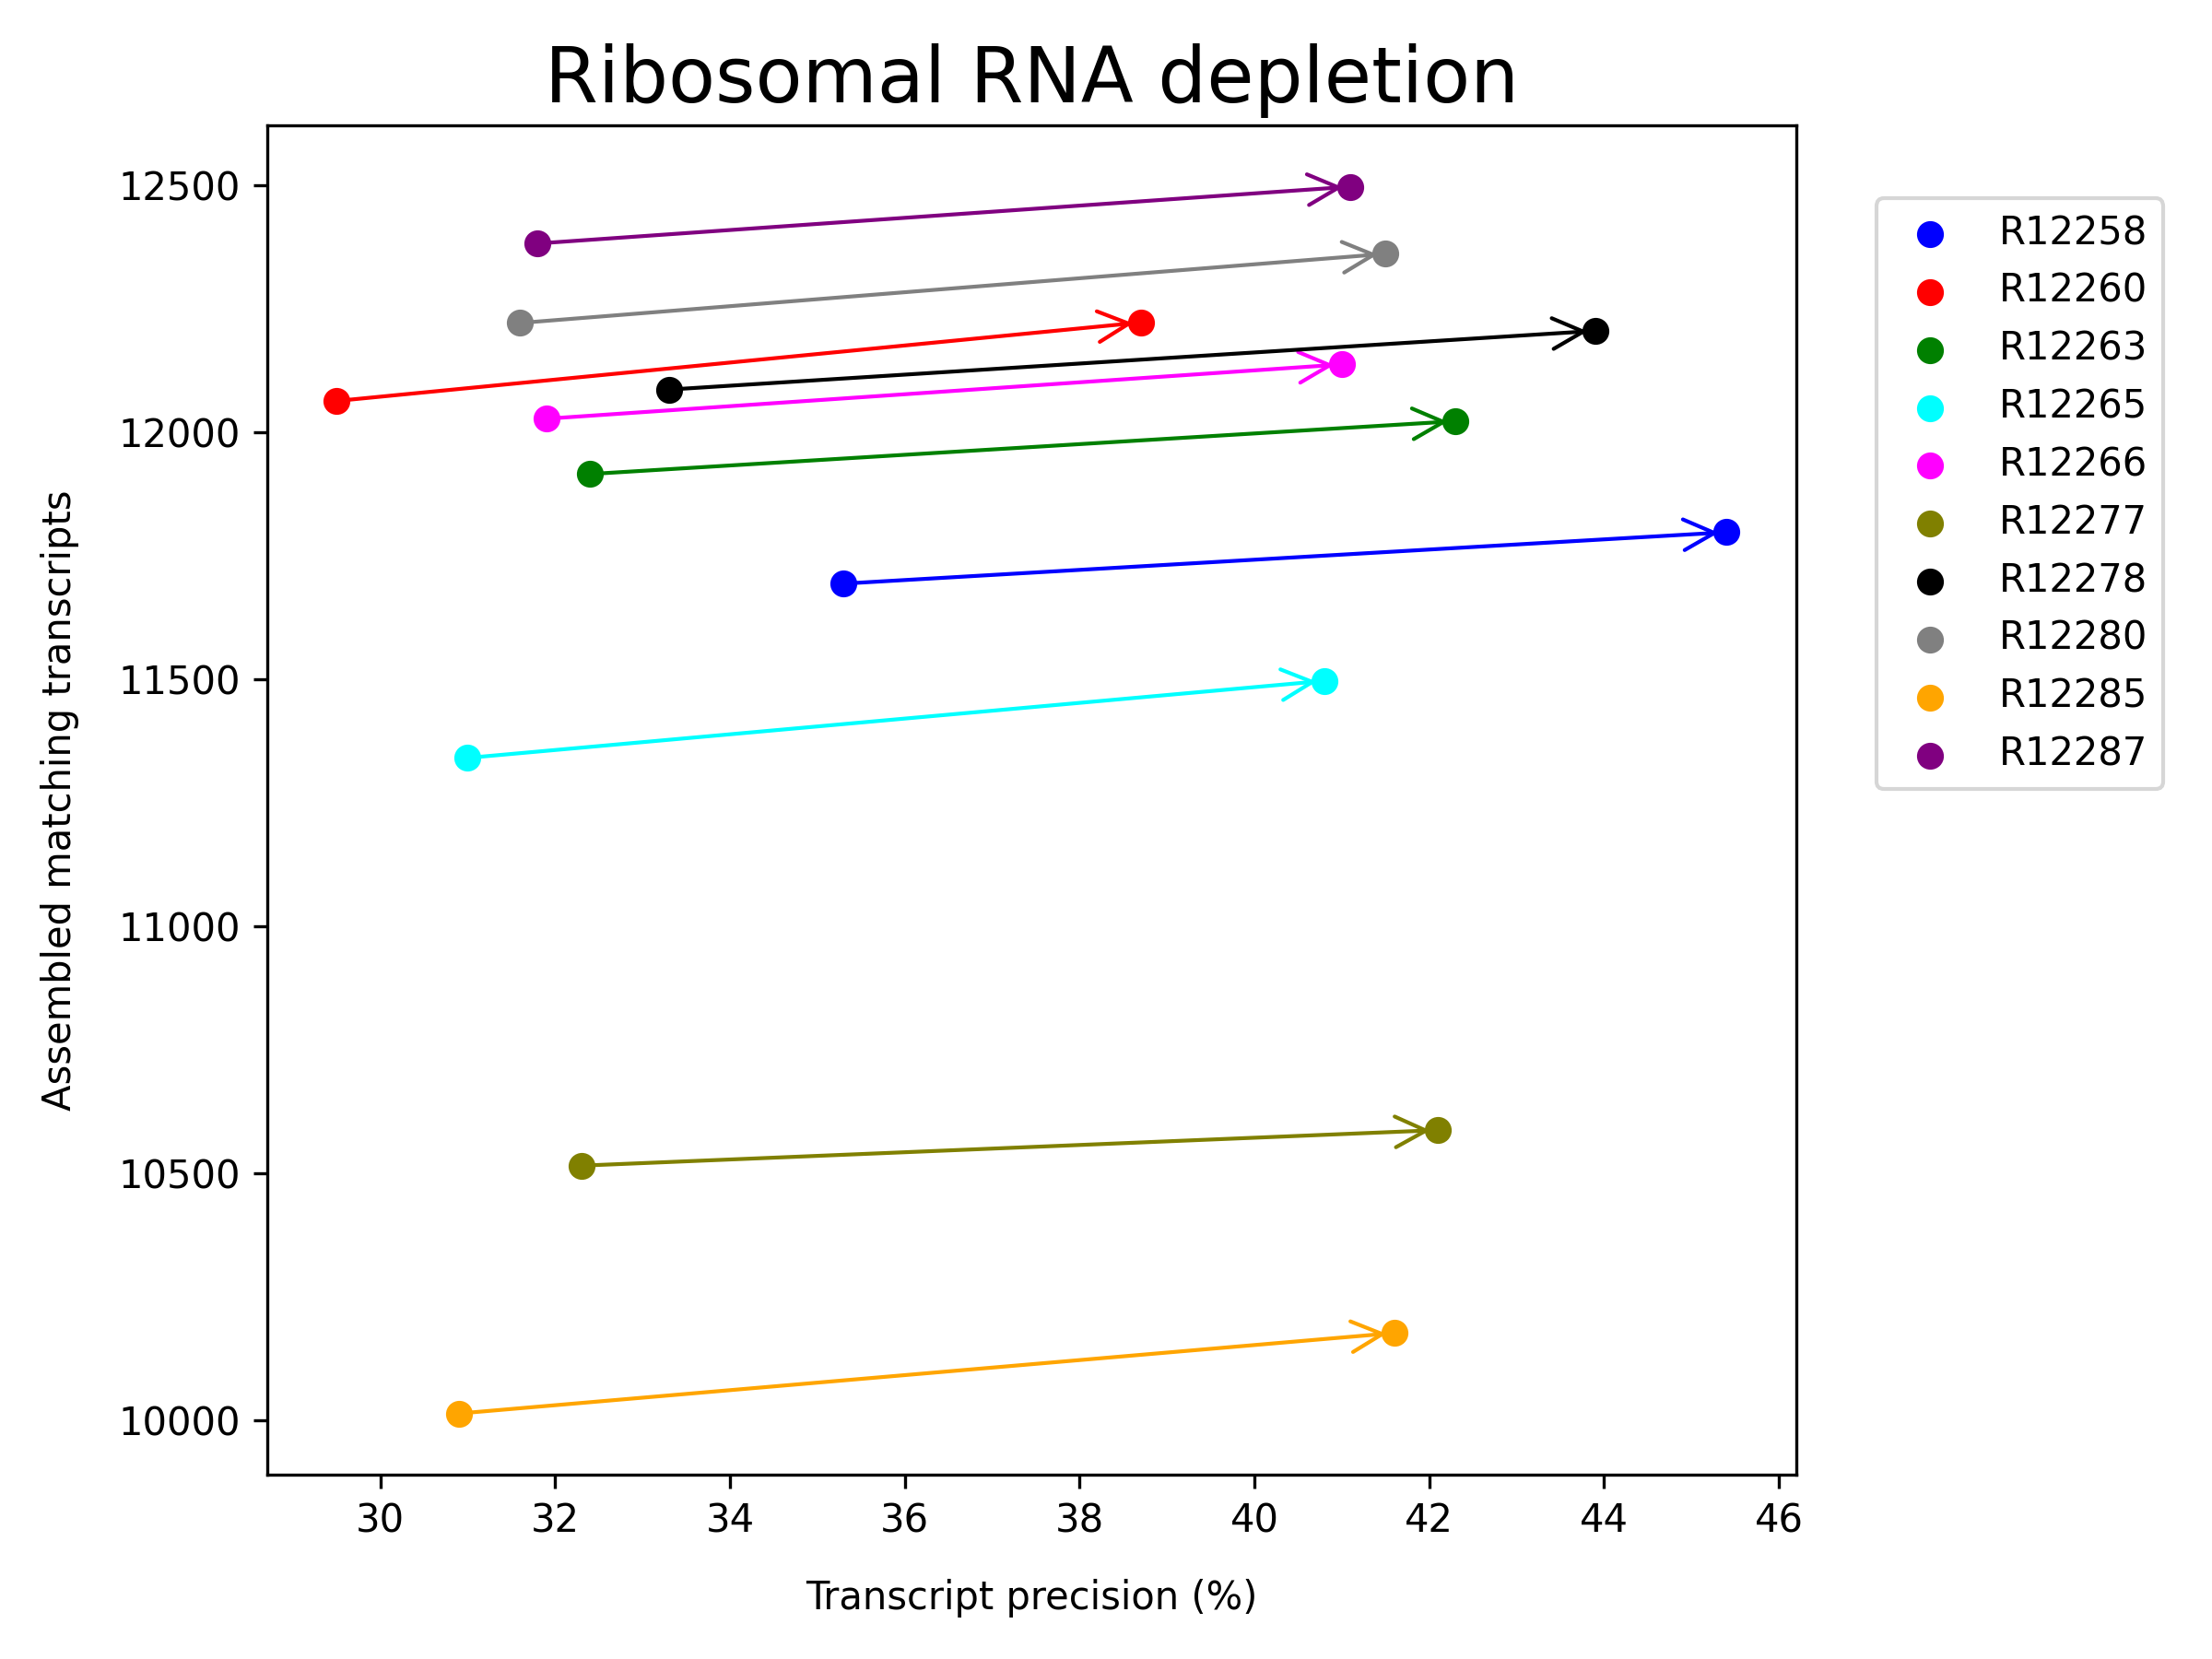 Ribosomal RNA depletion
12500
12000
11500
11000
10500
10000
Assembled matching transcripts
30 32 34 36 38 40 42 44 46
Transcript precision (%)
R12258
R12260
R12263
R12265
R12266
R12277
R12278
R12280
R12285
R12287